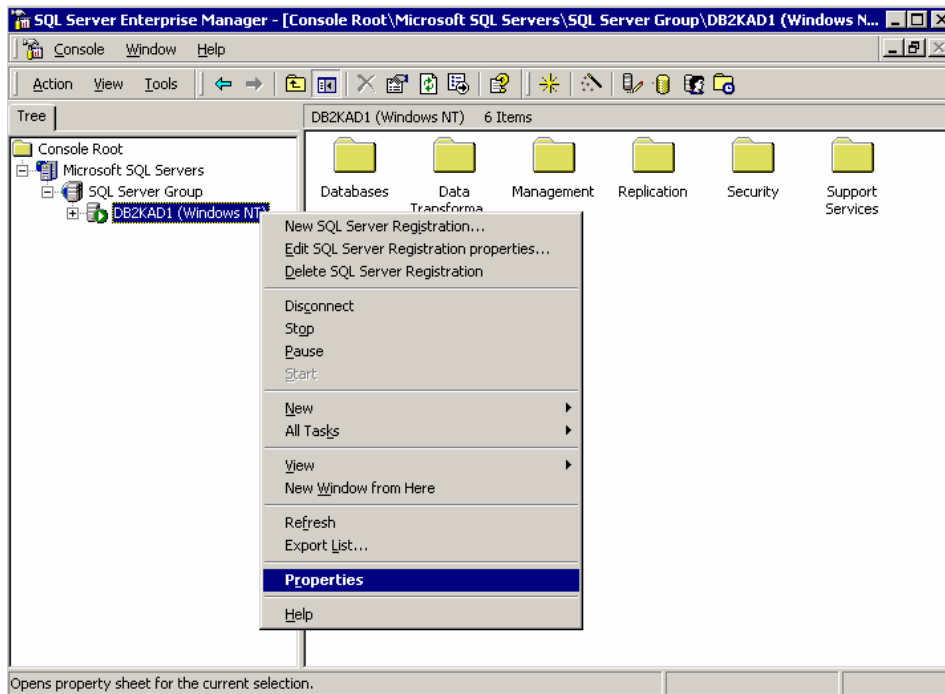 SQL Server Enterprise Manager - [Console Root\Microsoft SQL Servers\SQL Server Group\DB2KAD1 (Windows N...
Console Window Help
Action View Tools
Tree
DB2KAD1 (Windows NT) 6 Items
Console Root
Microsoft SQL Servers
SQL Server Group
DB2KAD1 (Windows NT)
Databases
Data
Transforma
Management
Replication
Security
Support
Services
New SQL Server Registration...
Edit SQL Server Registration properties...
Delete SQL Server Registration
Disconnect
Stop
Pause
Start
New
All Tasks
View
New Window from Here
Refresh
Export List...
Properties
Help
Opens property sheet for the current selection.